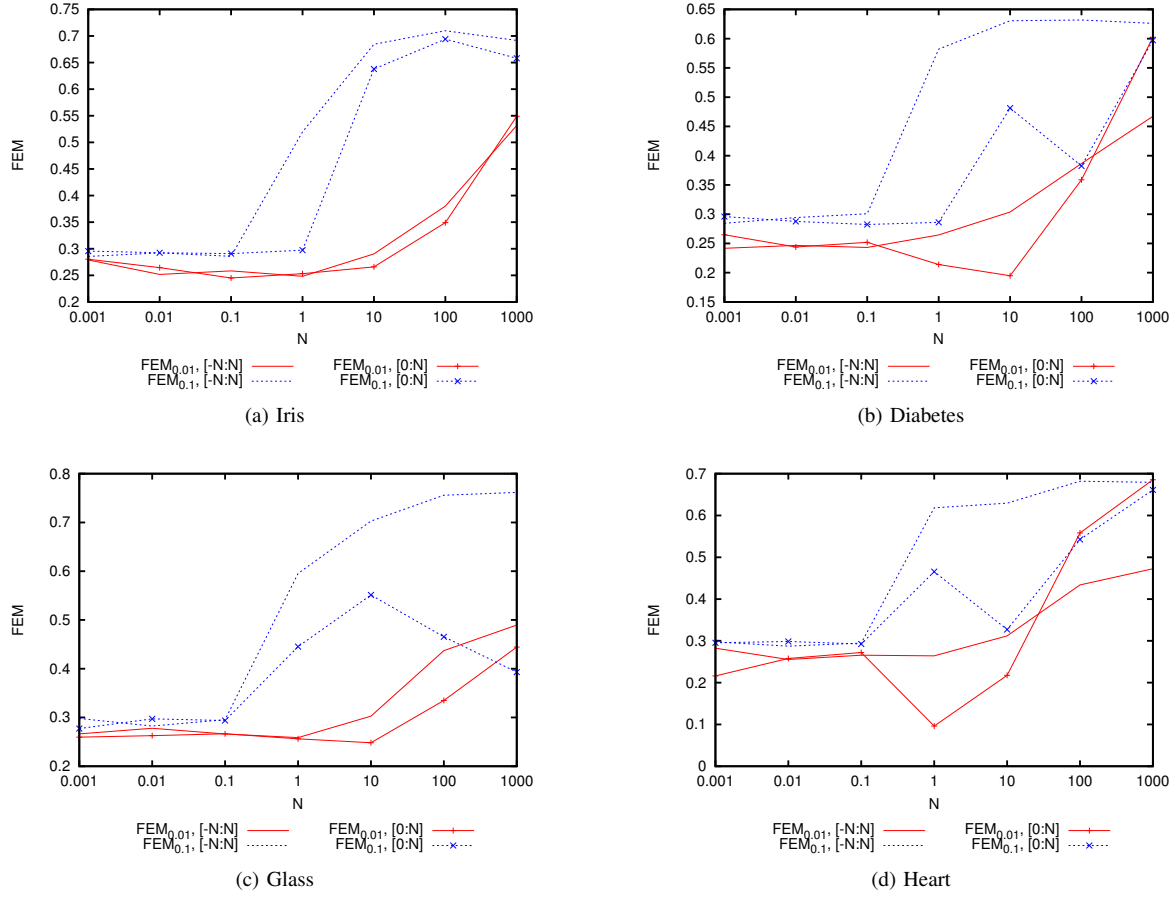 0.75
0.7
0.65
0.6
0.55
0.5
0.45
0.4
0.35
0.3
0.25
0.2
FEM
0.001 0.01 0.1 1 10 100 1000
N
FEM0.01, [-N:N] FEM0.01, [0:N]
FEM0.1, [-N:N] FEM0.1, [0:N]
(a) Iris
0.65
0.6
0.55
0.5
0.45
0.4
0.35
0.3
0.25
0.2
0.15
FEM
0.001 0.01 0.1 1 10 100 1000
N
FEM0.01, [-N:N] FEM0.01, [0:N]
FEM0.1, [-N:N] FEM0.1, [0:N]
(b) Diabetes
0.8
0.7
0.6
0.5
0.4
0.3
0.2
FEM
0.001 0.01 0.1 1 10 100 1000
N
FEM0.01, [-N:N] FEM0.01, [0:N]
FEM0.1, [-N:N] FEM0.1, [0:N]
(c) Glass
0.7
0.6
0.5
0.4
0.3
0.2
0.1
0
FEM
0.001 0.01 0.1 1 10 100 1000
N
FEM0.01, [-N:N] FEM0.01, [0:N]
FEM0.1, [-N:N] FEM0.1, [0:N]
(d) Heart